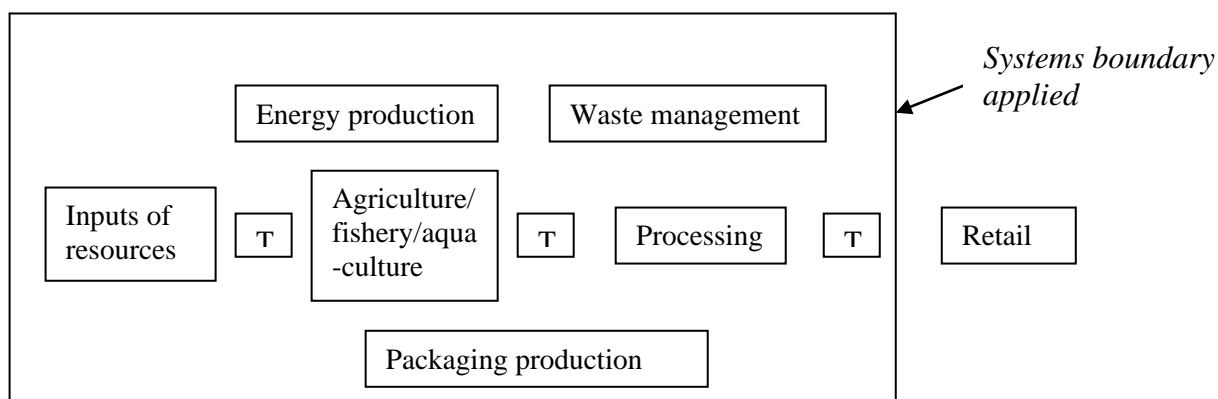 Systems boundary
applied
Energy production
Waste management
Inputs of
resources
T
Agriculture/
fishery/aqua
-culture
T
Processing
T
Retail
Packaging production